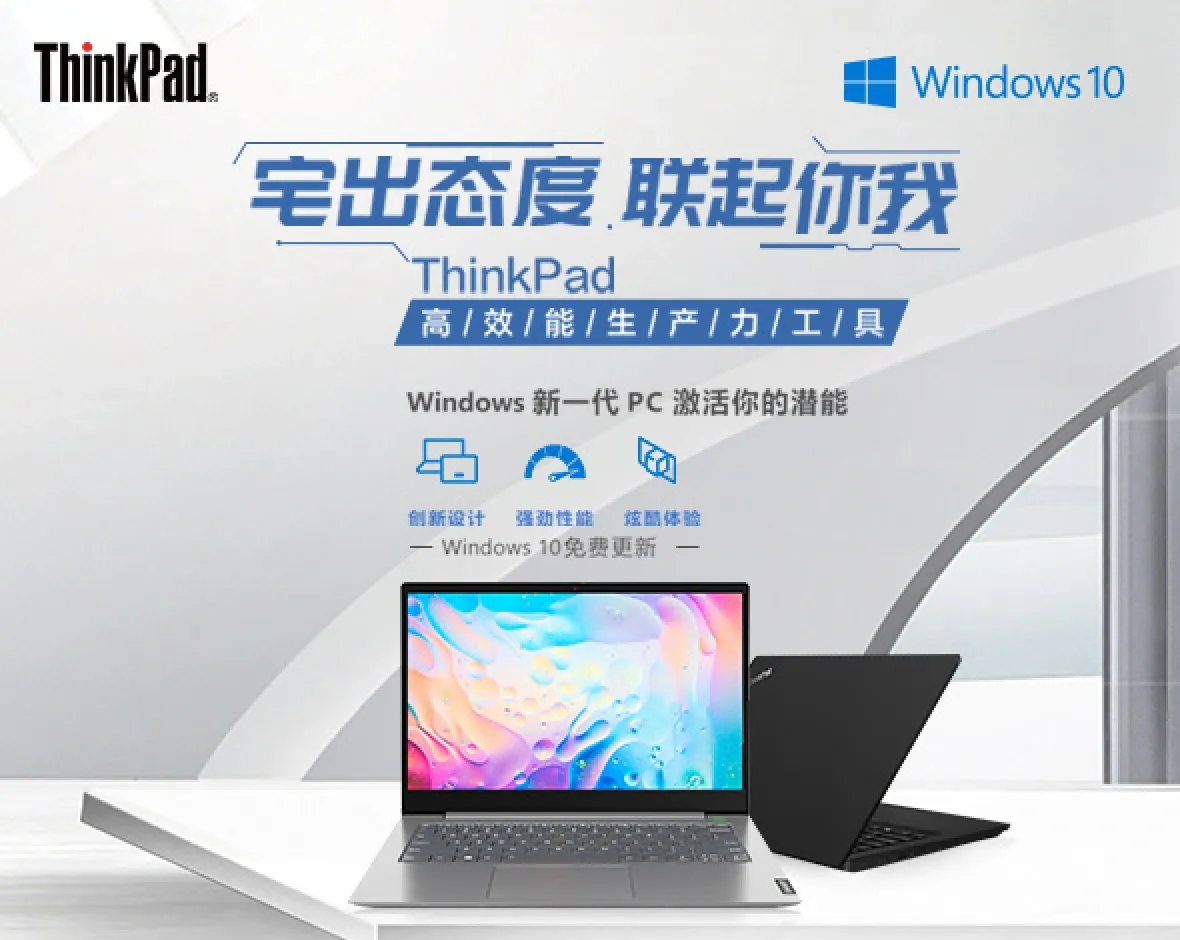 ThinkPad
Windows 10
宅出态度.联起你我
ThinkPad
高/效/能/生/产/力/工/具
Windows 新一代 PC 激活你的潜能
创新设计 强劲性能 炫酷体验
— Windows 10免费更新 —